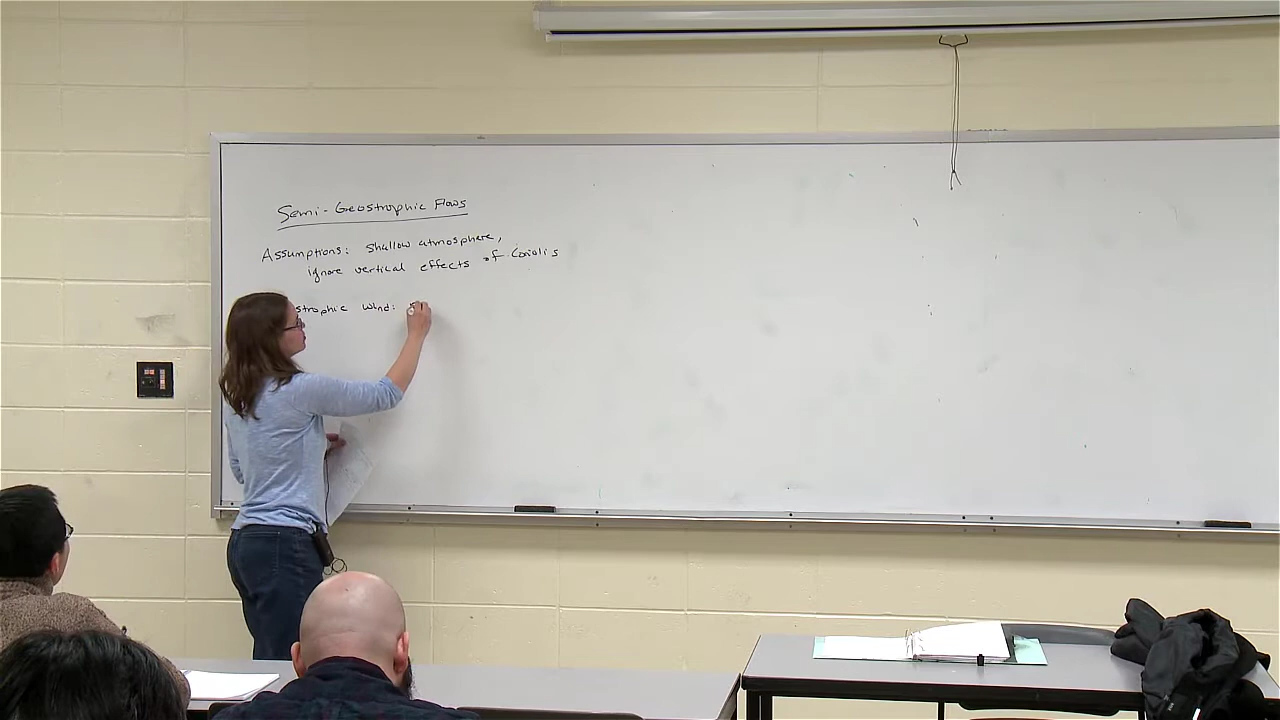 Semi-Geostrophic Flows
Assumptions: shallow atmosphere,
ignore vertical effects of Coriolis
strophic wind: